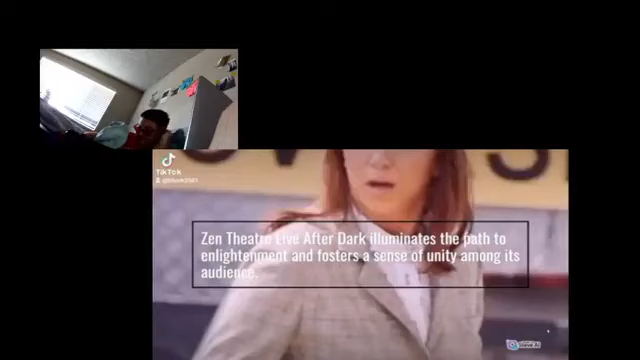 TikTok
Zen Theatre Live After Dark illuminates the path to
enlightenment and fosters a sense of unity among its
audience.